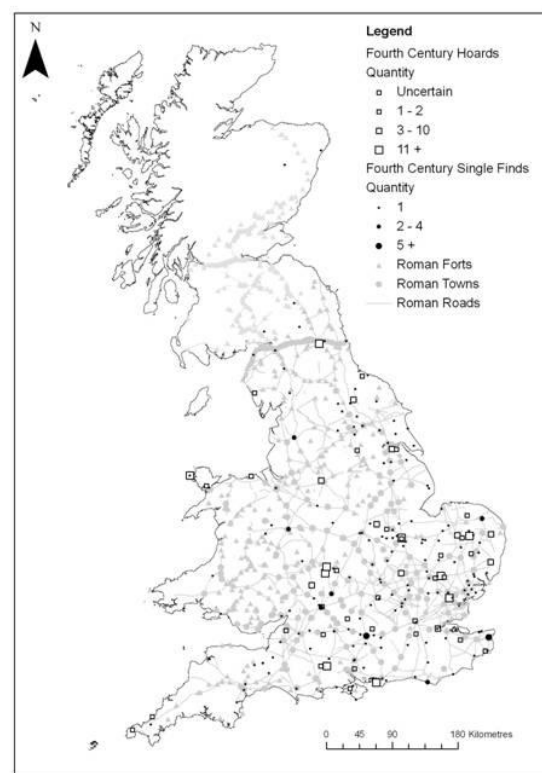 N
Legend
Fourth Century Hoards
Quantity
Uncertain
1 - 2
3 - 10
11 +
Fourth Century Single Finds
Quantity
1
2 - 4
5 +
Roman Forts
Roman Towns
Roman Roads
0 45 90 180 Kilometres